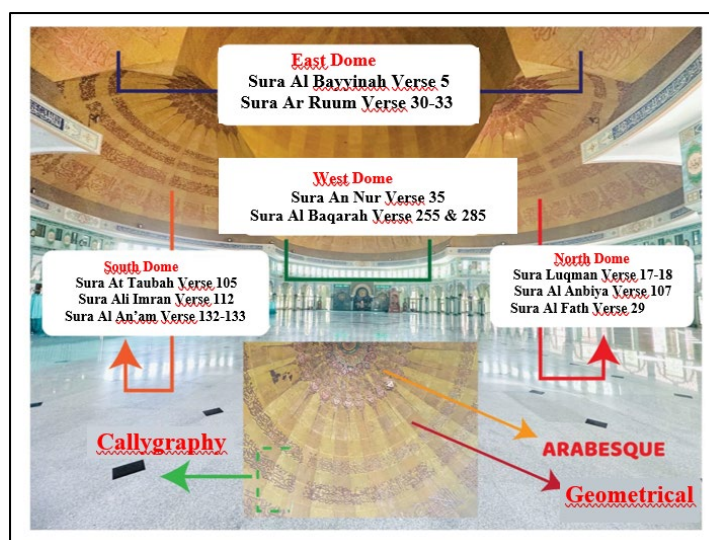 East Dome
Sura Al Bayyinah Verse 5
Sura Ar Ruum Verse 30-33
West Dome
Sura An Nur Verse 35
Sura Al Baqarah Verse 255 & 285
South Dome
Sura At Taubah Verse 105
Sura Ali Imran Verse 112
Sura Al An’am Verse 132-133
North Dome
Sura Luqman Verse 17-18
Sura Al Anbiya Verse 107
Sura Al Fath Verse 29
Callygraphy
ARABESQUE
Geometrical